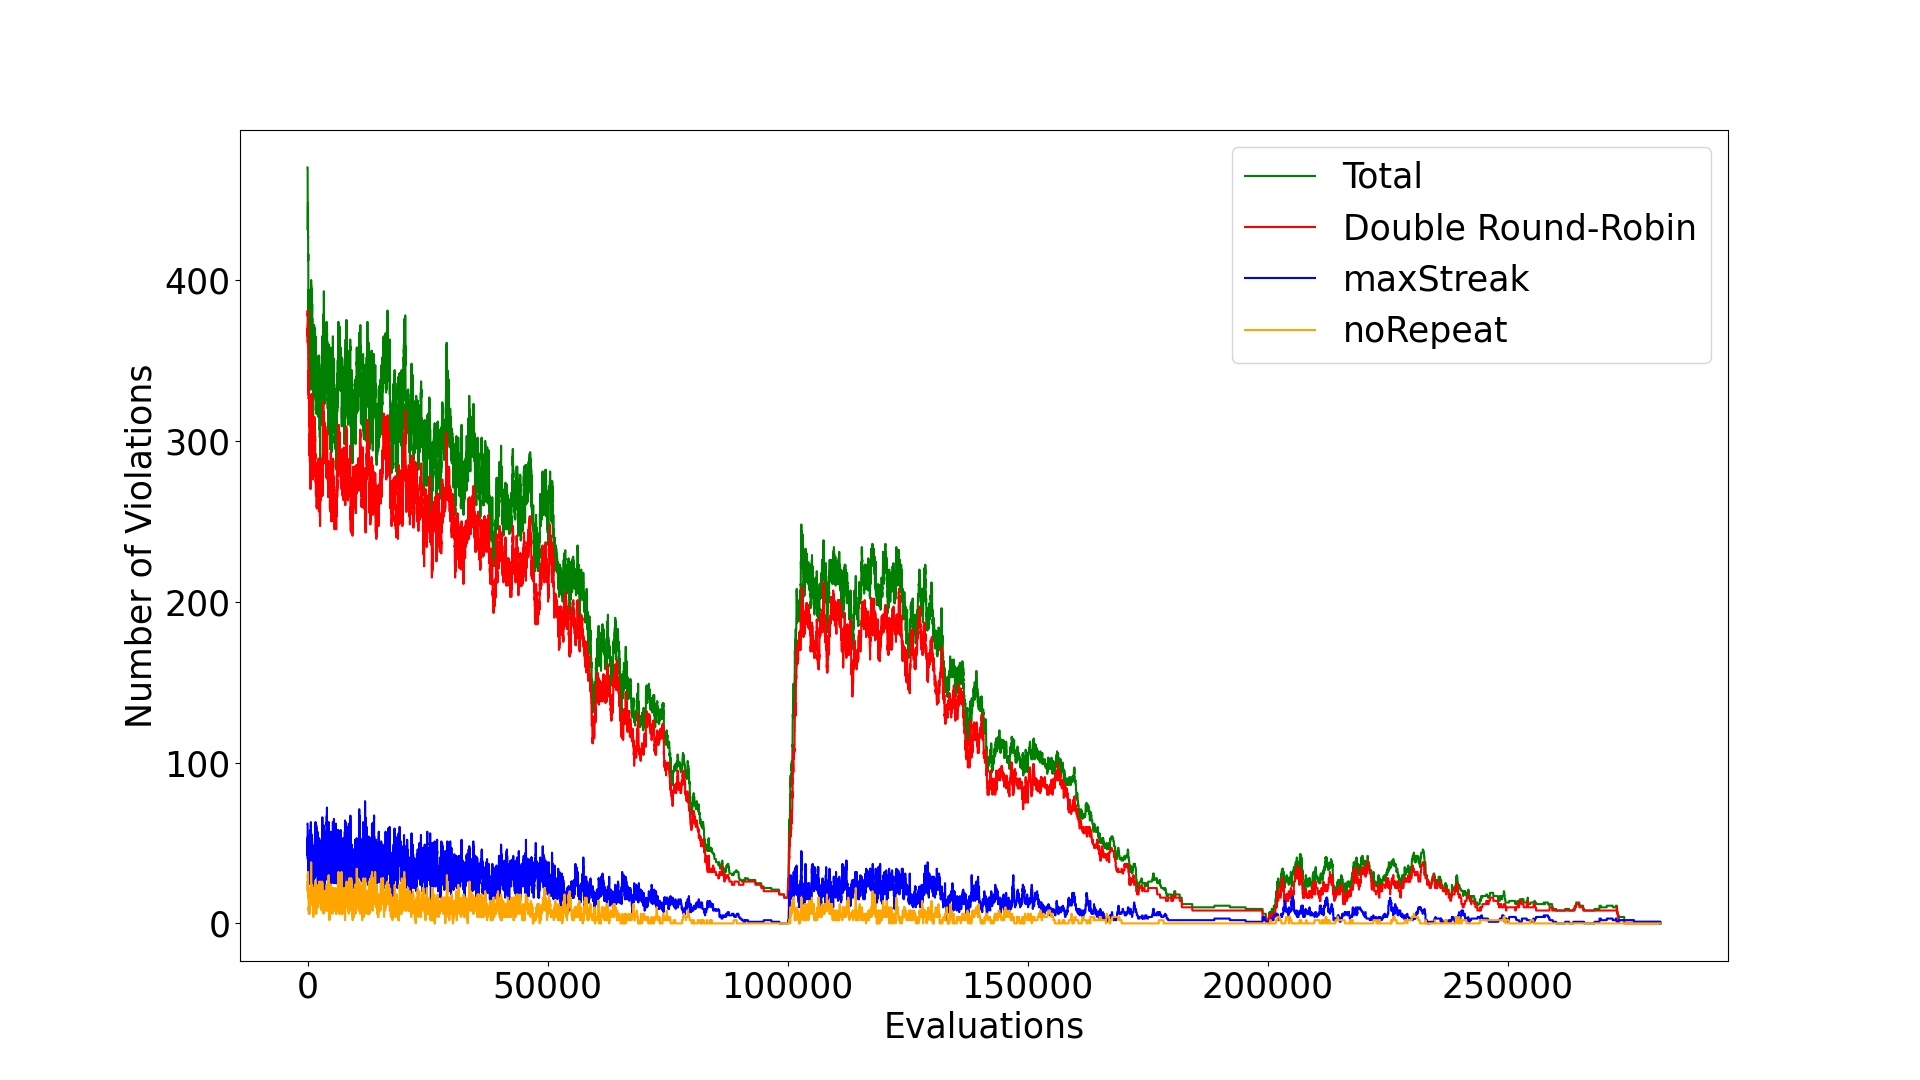 Total
Double Round-Robin
maxStreak
noRepeat
Number of Violations
400
300
200
100
0
0 50000 100000 150000 200000 250000
Evaluations